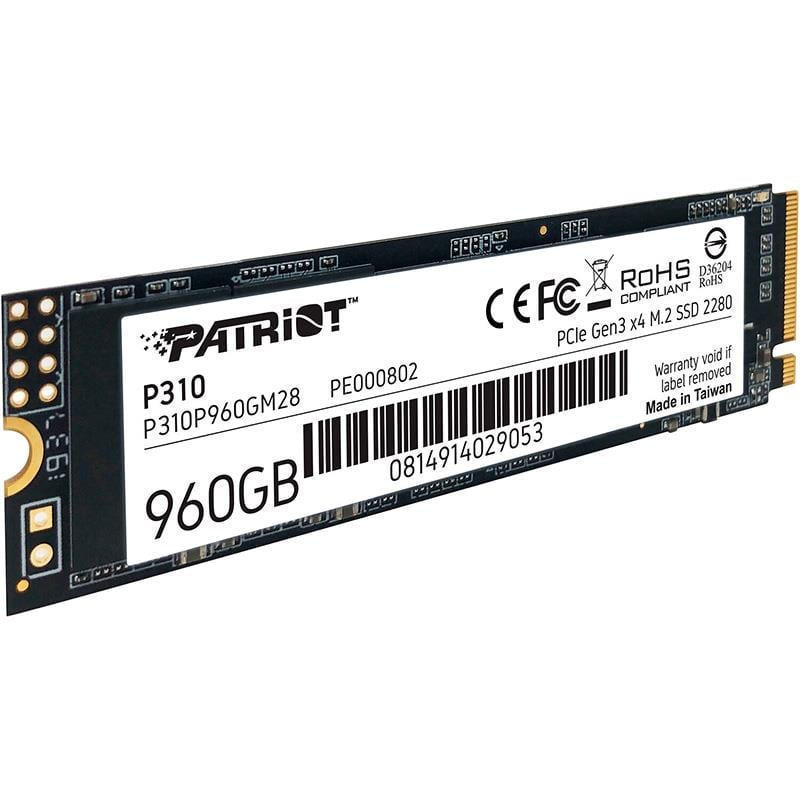 PATRiOT™
CE FC RoHS
COMPLIANT
D36204
RoHS
PCIe Gen3 x4 M.2 SSD 2280
P310
P310P960GM28
PE000802
Warranty void if
label removed
Made in Taiwan
960GB
0814914029053